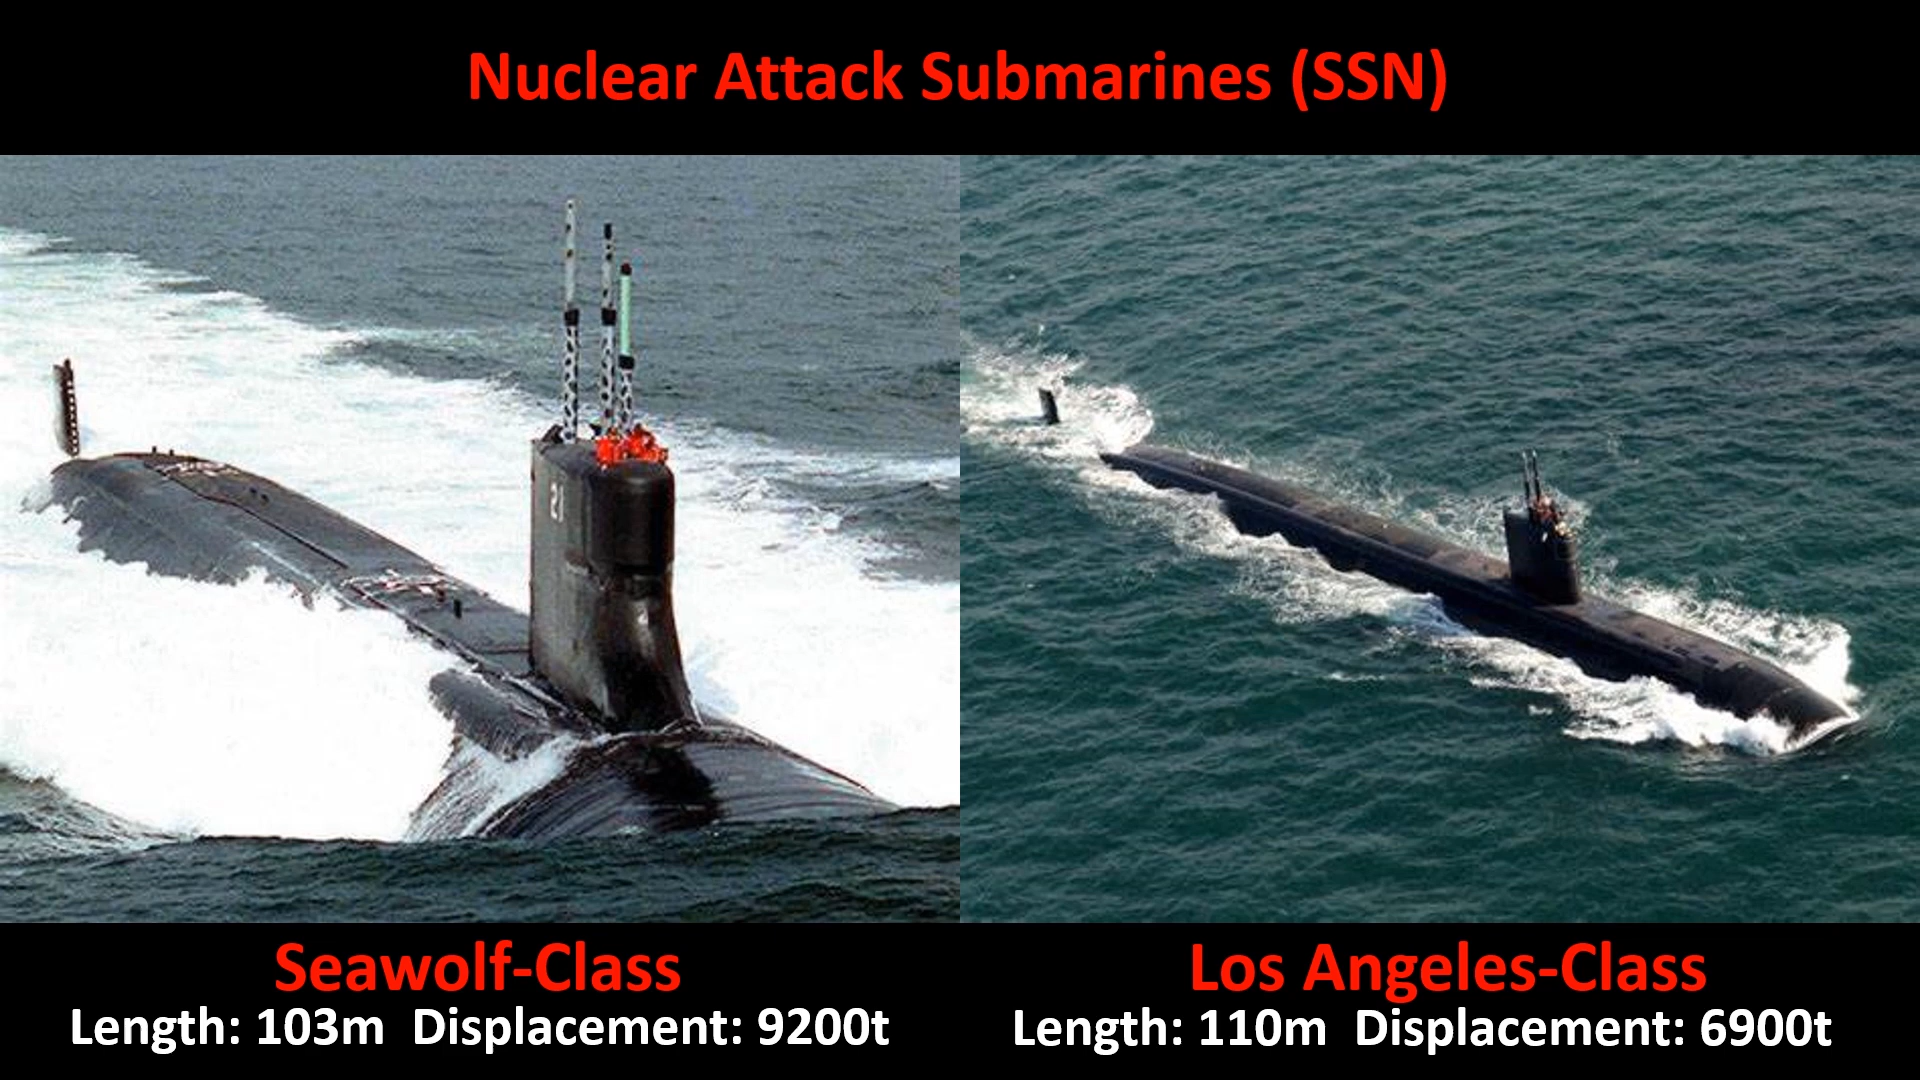 Nuclear Attack Submarines (SSN)
21
Seawolf-Class
Length: 103m Displacement: 9200t
Los Angeles-Class
Length: 110m Displacement: 6900t